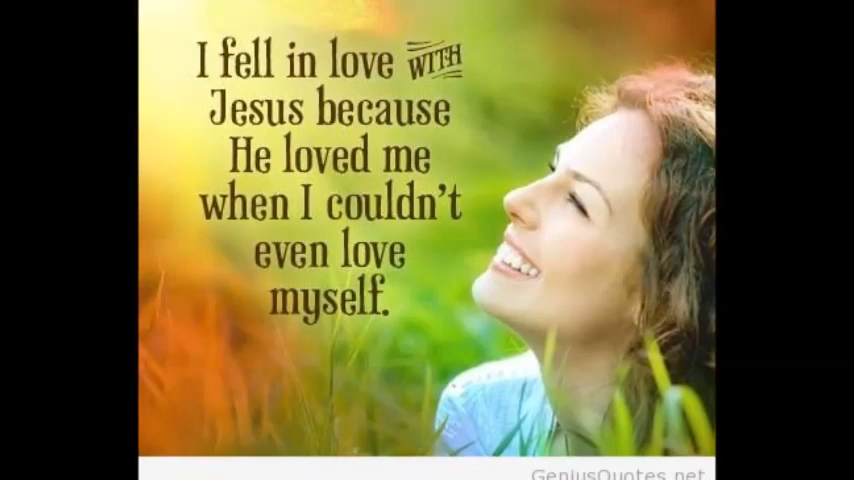 I fell in love WITH
Jesus because
He loved me
when I couldn't
even love
myself.
GeniusQuotes.net